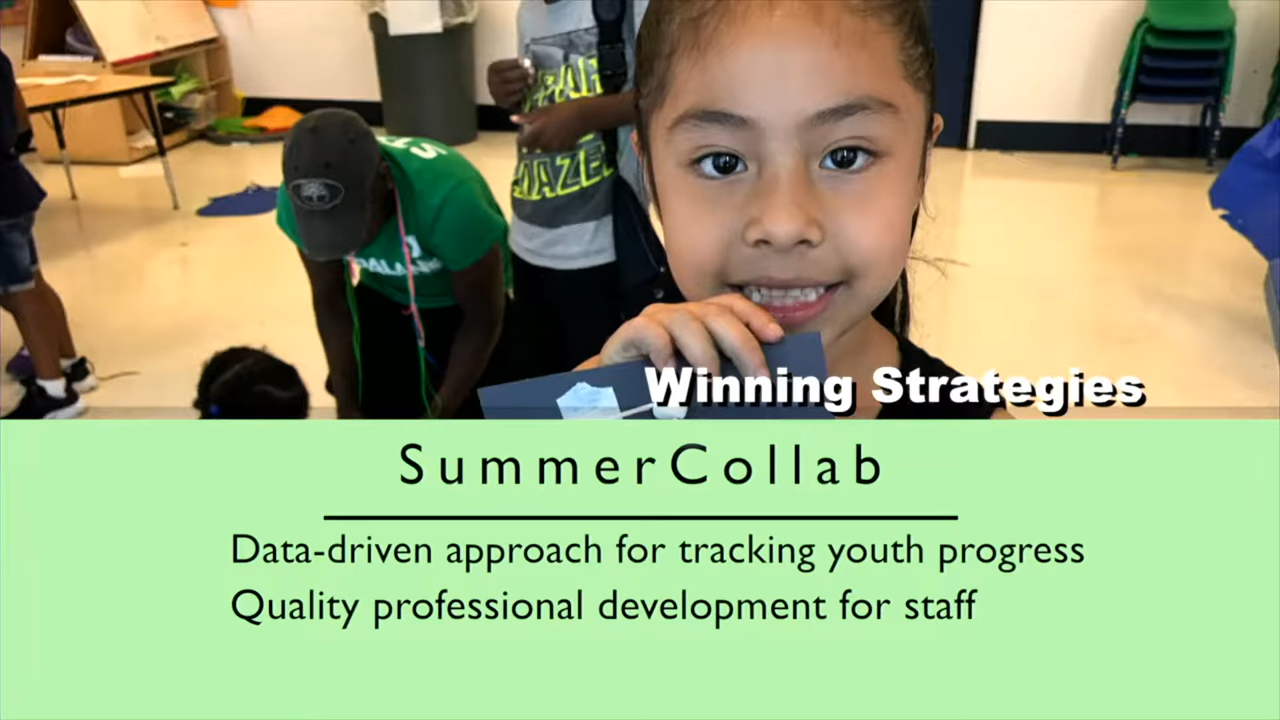 Winning Strategies
SummerCollab
Data-driven approach for tracking youth progress
Quality professional development for staff